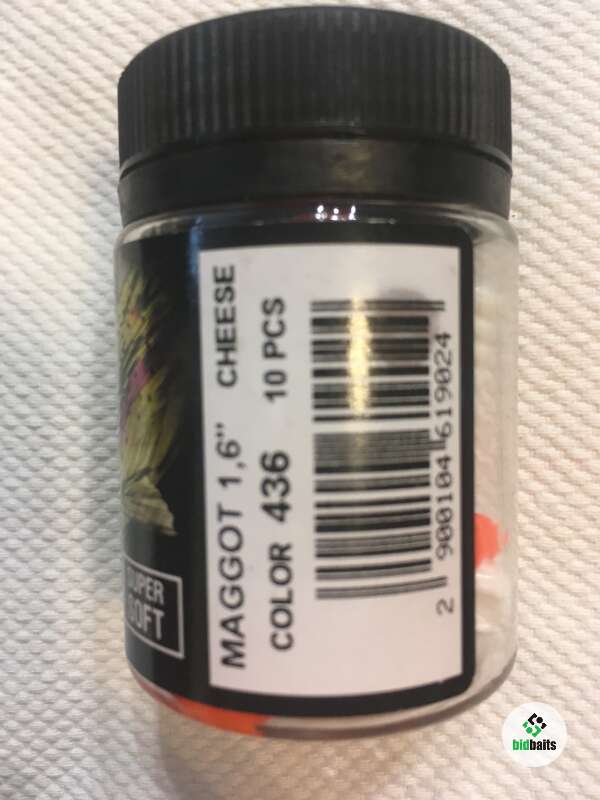 MAGGOT 1,6" CHEESE
COLOR 436 10 PCS
2 900104 619024
SUPER
SOFT
bidbaits